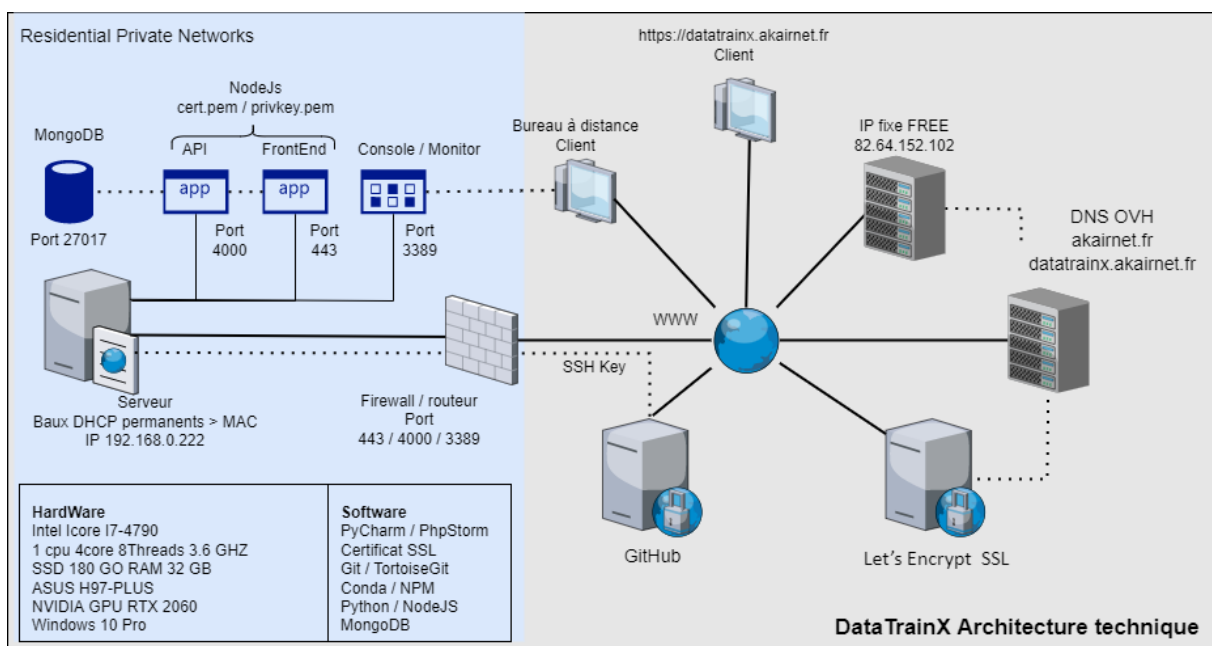 Residential Private Networks
https://datatrainx.akairnet.fr
Client
NodeJs
cert.pem / privkey.pem
MongoDB
API
FrontEnd
Console / Monitor
Bureau à distance
Client
IP fixe FREE
82.64.152.102
app
app
Port 27017
Port
4000
Port
443
Port
3389
DNS OVH
akairnet.fr
datatrainx.akairnet.fr
WWW
SSH Key
Serveur
Baux DHCP permanents > MAC
IP 192.168.0.222
Firewall / routeur
Port
443 / 4000 / 3389
GitHub
Let's Encrypt SSL
HardWare
Intel Icore I7-4790
1 cpu 4core 8Threads 3.6 GHZ
SSD 180 GO RAM 32 GB
ASUS H97-PLUS
NVIDIA GPU RTX 2060
Windows 10 Pro
Software
PyCharm / PhpStorm
Certificat SSL
Git / TortoiseGit
Conda / NPM
Python / NodeJS
MongoDB
DataTrainX Architecture technique